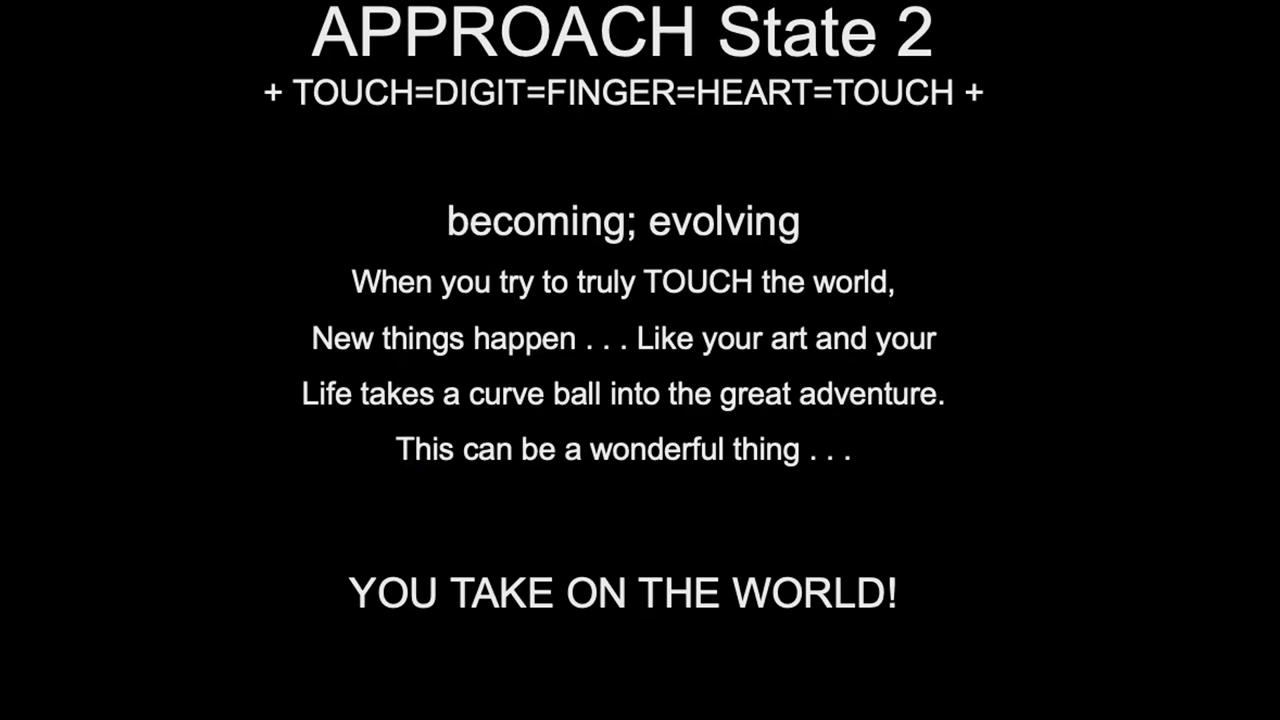 APPROACH State 2
+ TOUCH=DIGIT=FINGER=HEART=TOUCH +
becoming; evolving
When you try to truly TOUCH the world,
New things happen . . . Like your art and your
Life takes a curve ball into the great adventure.
This can be a wonderful thing . . .
YOU TAKE ON THE WORLD!